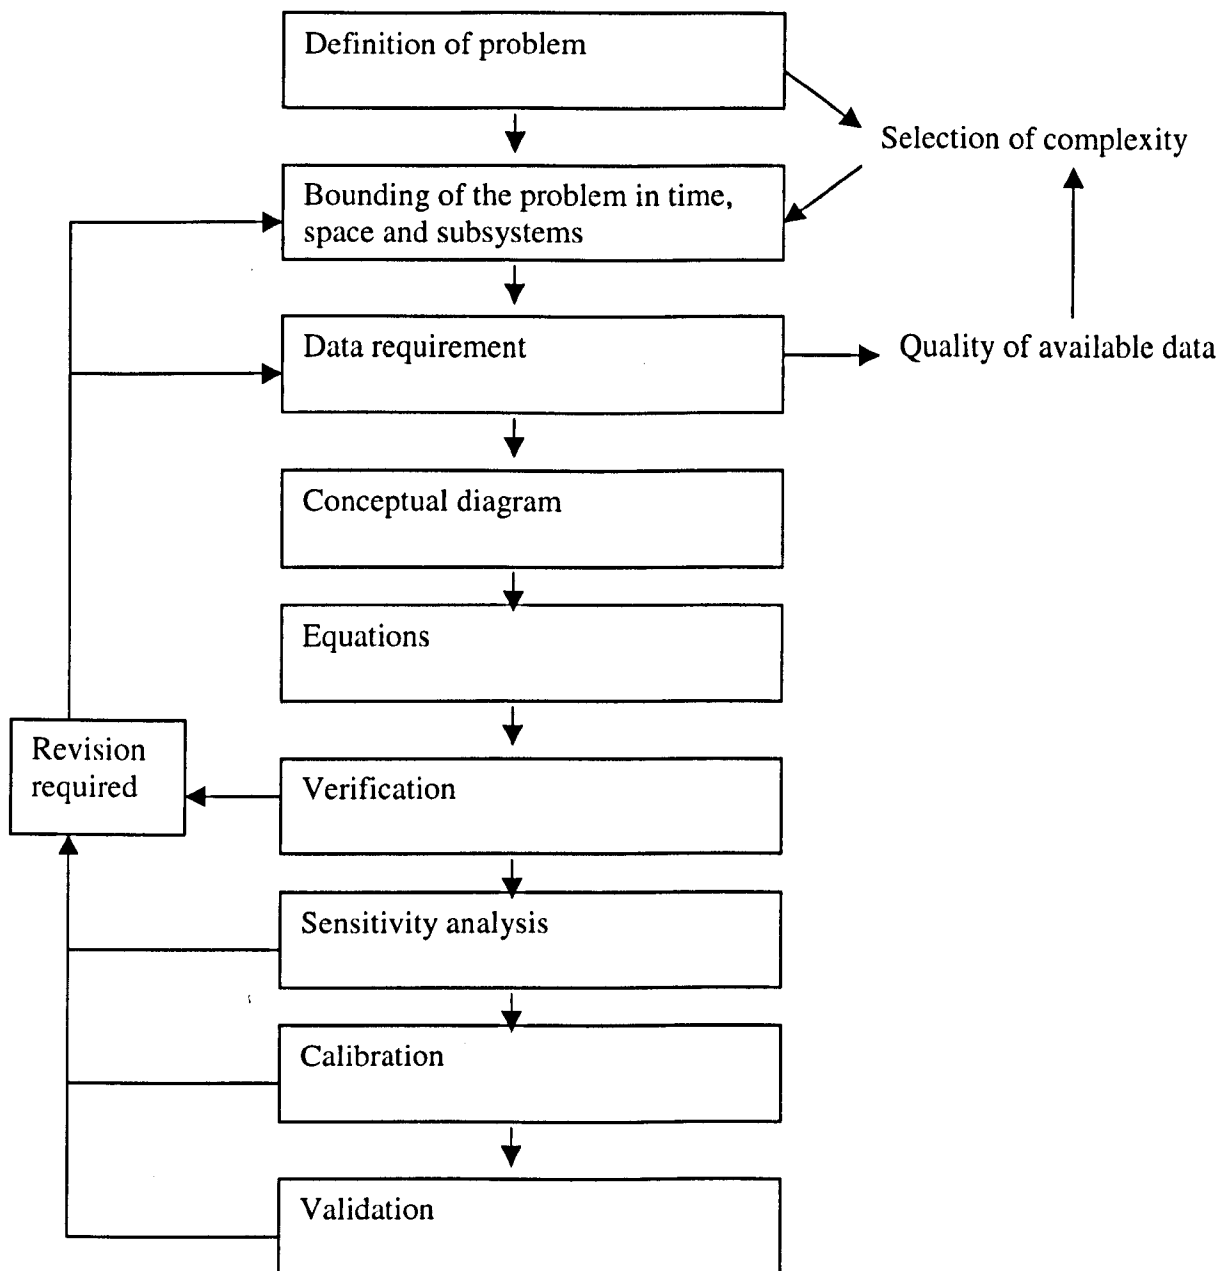 Definition of problem
Selection of complexity
Bounding of the problem in time,
space and subsystems
Data requirement
Quality of available data
Conceptual diagram
Equations
Revision
required
Verification
Sensitivity analysis
Calibration
Validation